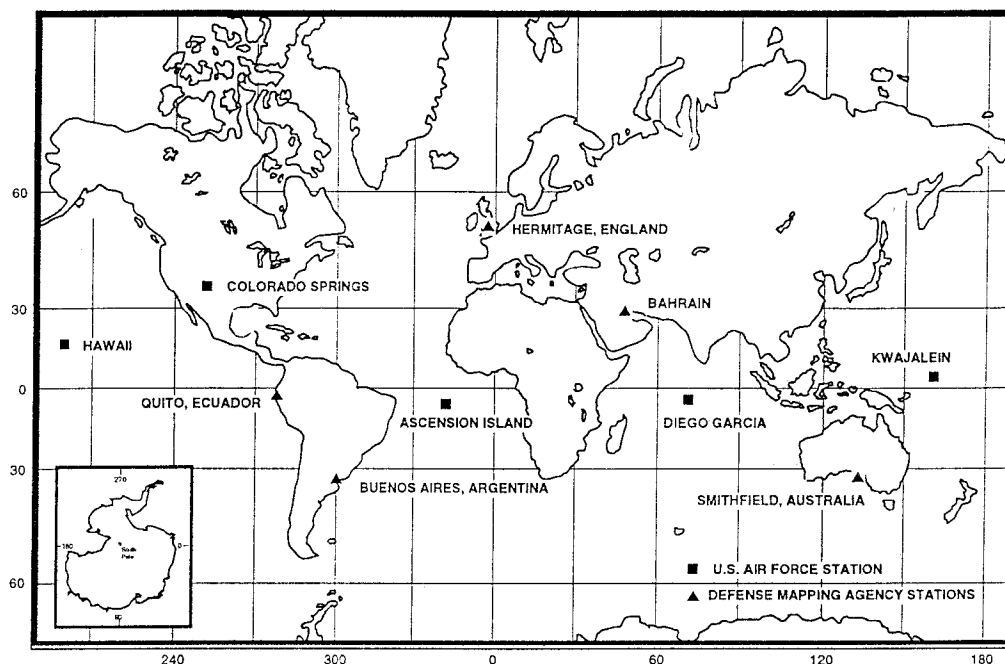 60
HERMITAGE, ENGLAND
COLORADO SPRINGS
BAHRAIN
30
HAWAII
KWAJALEIN
0
QUITO, ECUADOR
ASCENSION ISLAND
DIEGO GARCIA
30
BUENOS AIRES, ARGENTINA
SMITHFIELD, AUSTRALIA
270
180
South
Pole
0
90
U.S. AIR FORCE STATION
60
DEFENSE MAPPING AGENCY STATIONS
240
300
0
60
120
180